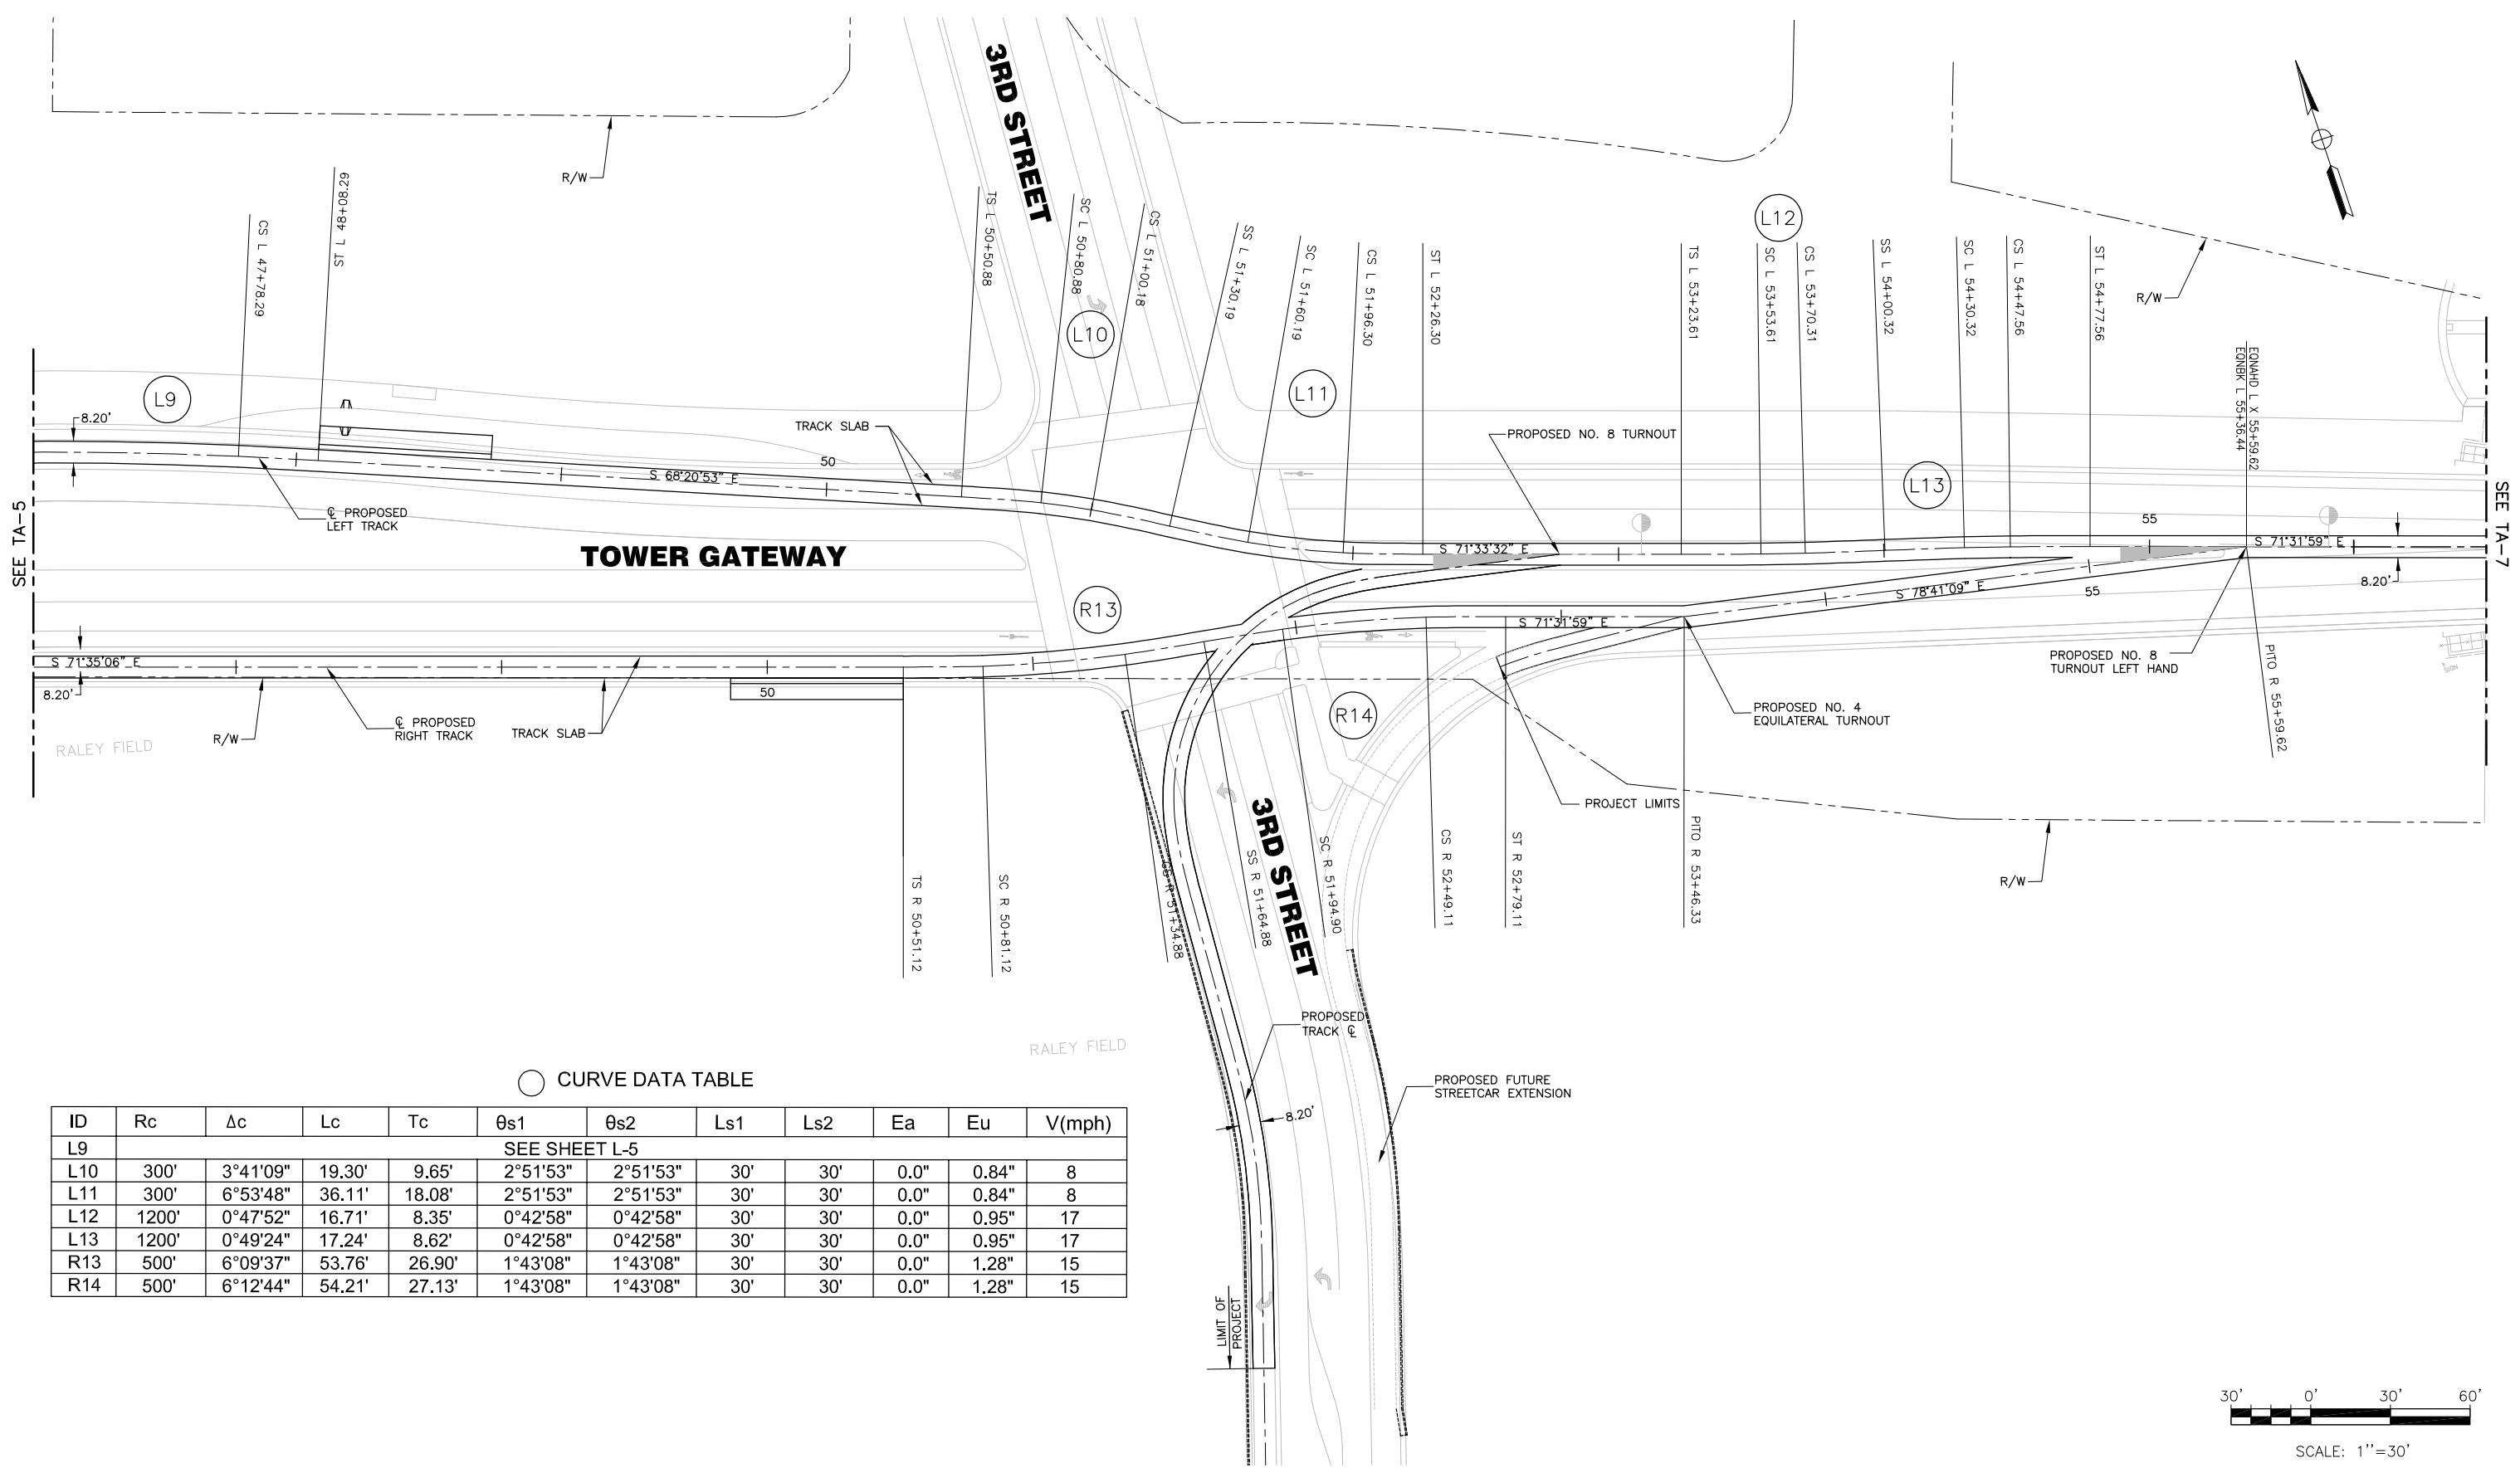 3RD STREET
R/W
CS L 47+78.29
ST L 48+08.29
TS L 50+50.88
SC L 50+80.88
CS L 51+00.18
SS L 51+30.19
SC L 51+60.19
CS L 51+96.30
ST L 52+26.30
TS L 53+23.61
SC L 53+53.61
CS L 53+70.31
SS L 54+00.32
SC L 54+30.32
CS L 54+47.56
ST L 54+77.56
EQNAHD L X 55+59.62
EQNBK L 55+36.44
R/W
L12
L10
L11
L9
L13
8.20'
TRACK SLAB
50
S 68°20'53" E
PROPOSED NO. 8 TURNOUT
℄ PROPOSED
LEFT TRACK
TOWER GATEWAY
S 71°33'32" E
55
S 71°31'59" E
8.20'
SEE TA-5
SEE TA-7
S 78°41'09" E
55
R13
S 71°31'59" E
S 71°35'06" E
8.20'
50
℄ PROPOSED
RIGHT TRACK
R/W
TRACK SLAB
RALEY FIELD
R14
PROPOSED NO. 8
TURNOUT LEFT HAND
PROPOSED NO. 4
EQUILATERAL TURNOUT
PROJECT LIMITS
PITO R 55+59.62
TS R 50+51.12
SC R 50+81.12
CS R 51+34.88
SS R 51+64.88
SC R 51+94.90
CS R 52+49.11
ST R 52+79.11
PITO R 53+46.33
R/W
3RD STREET
PROPOSED
TRACK ℄
RALEY FIELD
8.20'
PROPOSED FUTURE
STREETCAR EXTENSION
LIMIT OF
PROJECT
CURVE DATA TABLE
ID Rc Δc Lc Tc θs1 θs2 Ls1 Ls2 Ea Eu V(mph)
L9 SEE SHEET L-5
L10 300' 3°41'09" 19.30' 9.65' 2°51'53" 2°51'53" 30' 30' 0.0" 0.84" 8
L11 300' 6°53'48" 36.11' 18.08' 2°51'53" 2°51'53" 30' 30' 0.0" 0.84" 8
L12 1200' 0°47'52" 16.71' 8.35' 0°42'58" 0°42'58" 30' 30' 0.0" 0.95" 17
L13 1200' 0°49'24" 17.24' 8.62' 0°42'58" 0°42'58" 30' 30' 0.0" 0.95" 17
R13 500' 6°09'37" 53.76' 26.90' 1°43'08" 1°43'08" 30' 30' 0.0" 1.28" 15
R14 500' 6°12'44" 54.21' 27.13' 1°43'08" 1°43'08" 30' 30' 0.0" 1.28" 15
30' 0' 30' 60'
SCALE: 1''=30'